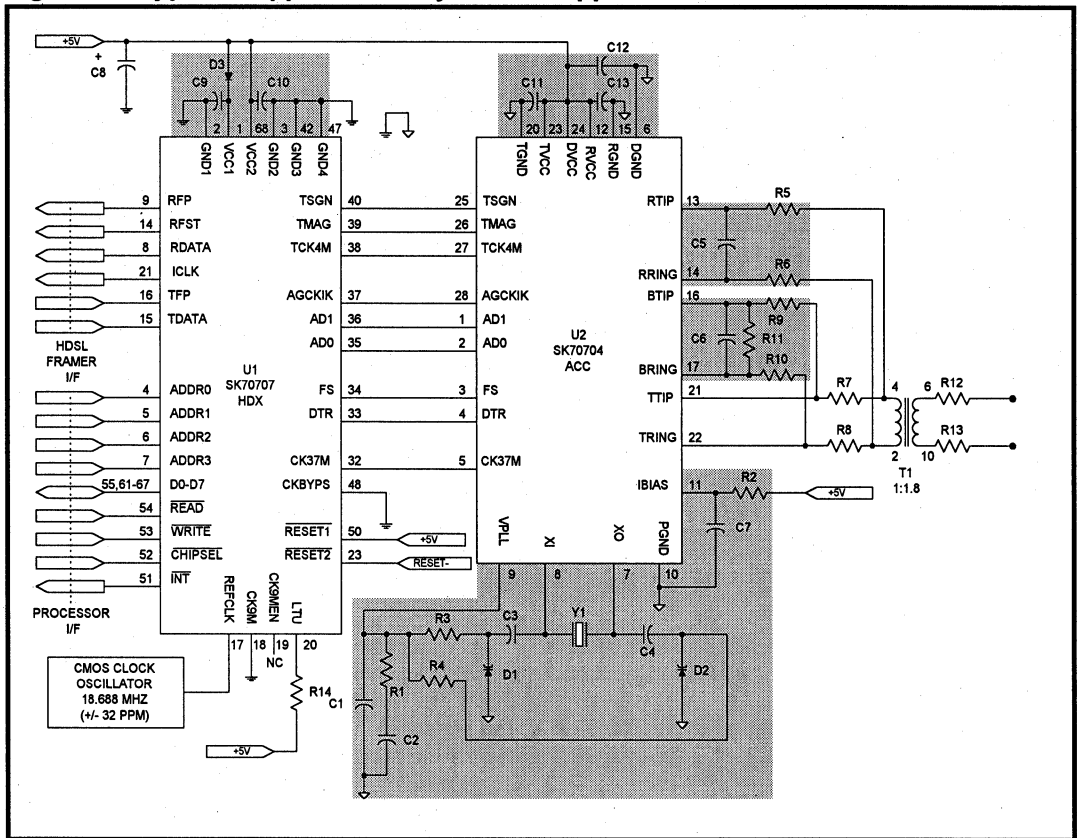 +5V
+
C8
D3
C9
C10
2
1
68
3
42
47
GND1
VCC1
VCC2
GND2
GND3
GND4
C12
C11
C13
20
23
24
12
15
6
TGND
TVCC
DVCC
RVCC
RGND
DGND
9 RFP
14 RFST
8 RDATA
21 ICLK
16 TFP
15 TDATA
HDSL
FRAMER
I/F
4 ADDR0
5 ADDR1
6 ADDR2
7 ADDR3
55,61-67 D0-D7
54 READ
53 WRITE
52 CHIPSEL
51 INT
PROCESSOR
I/F
U1
SK70707
HDX
TSGN 40
TMAG 39
TCK4M 38
AGCKIK 37
AD1 36
AD0 35
FS 34
DTR 33
CK37M 32
CKBYPS 48
RESET1 50
+5V
RESET2 23
RESET-
REFCLK
CK9M
CK9MEN
LTU
17
18
19
20
NC
CMOS CLOCK
OSCILLATOR
18.688 MHZ
(+/- 32 PPM)
R14
+5V
25 TSGN
26 TMAG
27 TCK4M
28 AGCKIK
1 AD1
2 AD0
3 FS
4 DTR
5 CK37M
U2
SK70704
ACC
RTIP 13
RRING 14
BTIP 16
BRING 17
TTIP 21
TRING 22
IBIAS 11
VPLL
XI
XO
PGND
9
8
7
10
R5
C5
R6
R9
C6
R11
R10
R7
R8
4
6
2
10
R12
R13
T1
1:1.8
R2
+5V
C7
R3
C3
Y1
C4
R4
D1
D2
R1
C1
C2